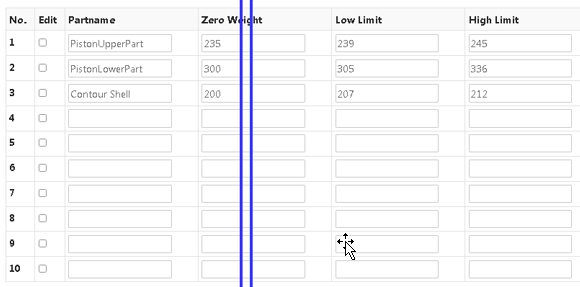 No. Edit Partname Zero Weight Low Limit High Limit
1 PistonUpperPart 235 239 245
2 PistonLowerPart 300 305 336
3 Contour Shell 200 207 212
4
5
6
7
8
9
10